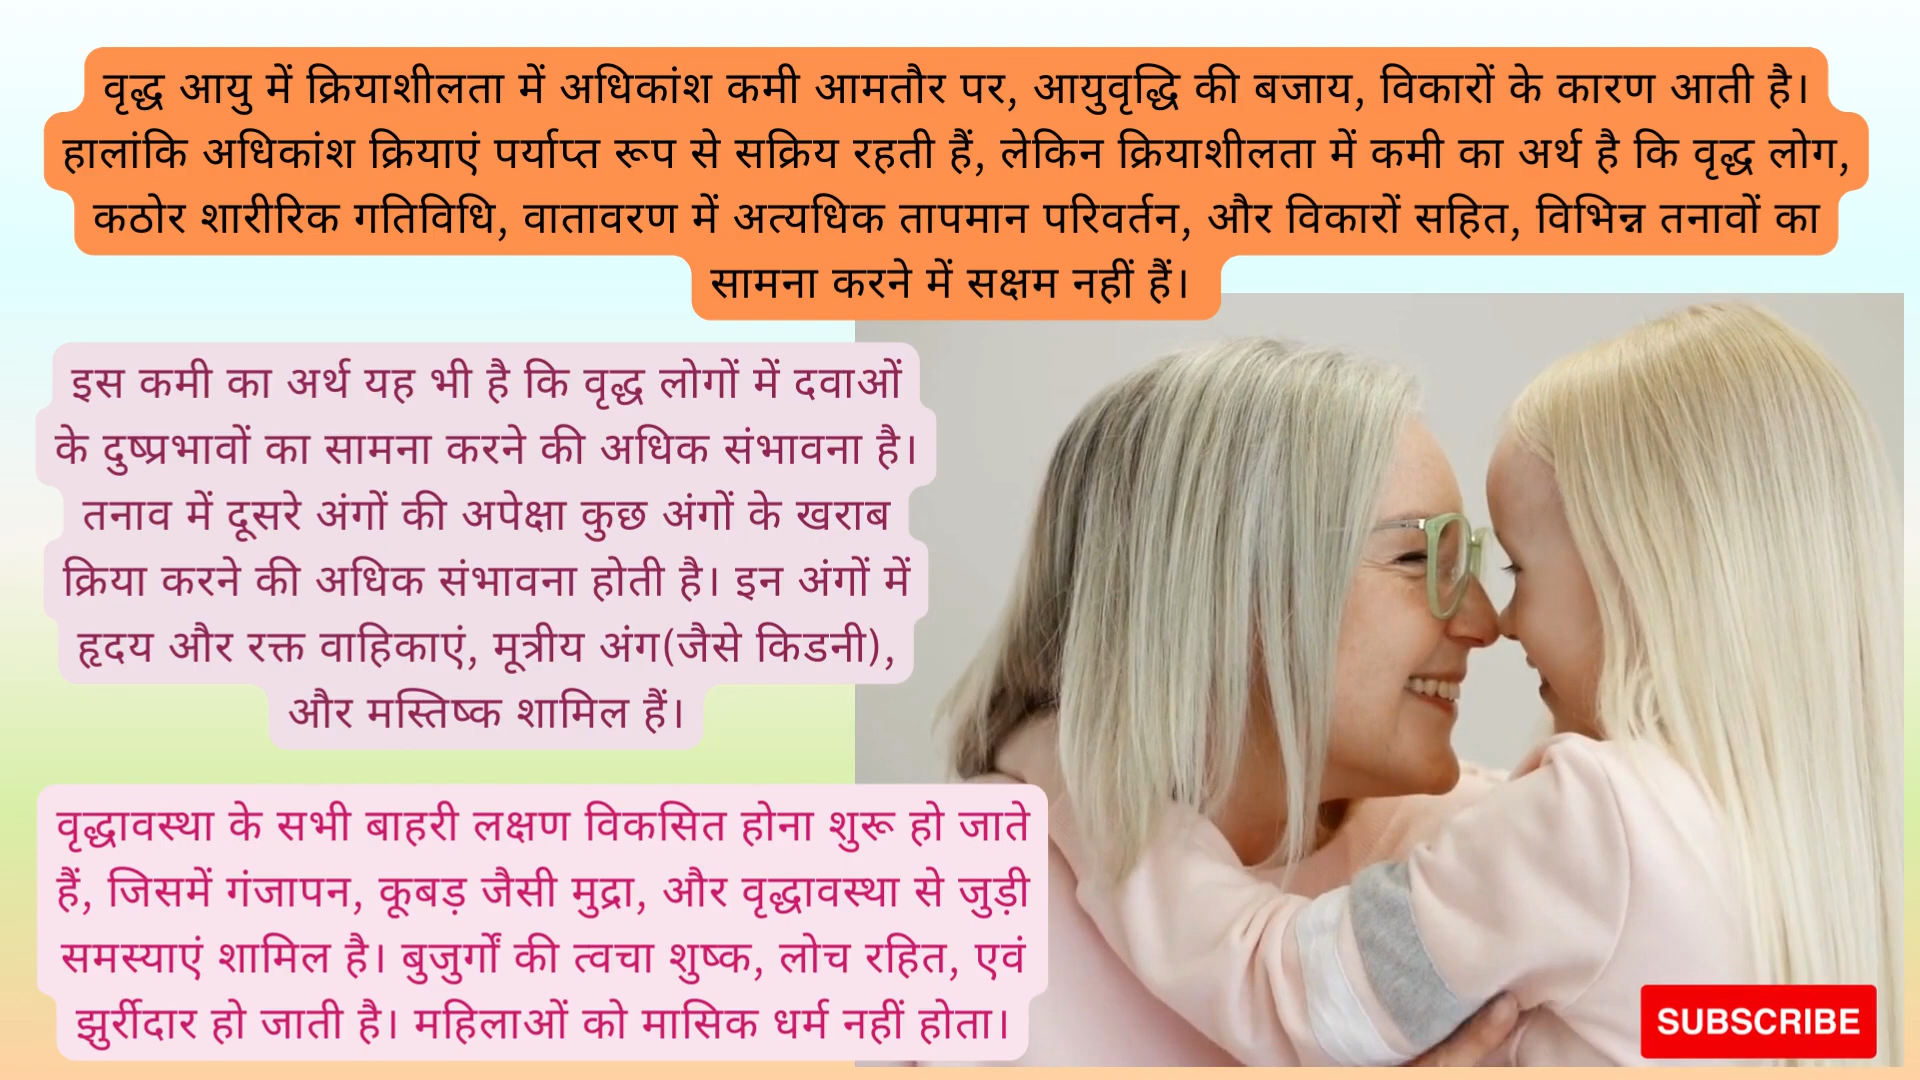 वृद्ध आयु में क्रियाशीलता में अधिकांश कमी आमतौर पर, आयुवृद्धि की बजाय, विकारों के कारण आती है।
हालांकि अधिकांश क्रियाएं पर्याप्त रूप से सक्रिय रहती हैं, लेकिन क्रियाशीलता में कमी का अर्थ है कि वृद्ध लोग,
कठोर शारीरिक गतिविधि, वातावरण में अत्यधिक तापमान परिवर्तन, और विकारों सहित, विभिन्न तनावों का
सामना करने में सक्षम नहीं हैं।
इस कमी का अर्थ यह भी है कि वृद्ध लोगों में दवाओं
के दुष्प्रभावों का सामना करने की अधिक संभावना है।
तनाव में दूसरे अंगों की अपेक्षा कुछ अंगों के खराब
क्रिया करने की अधिक संभावना होती है। इन अंगों में
हृदय और रक्त वाहिकाएं, मूत्रीय अंग(जैसे किडनी),
और मस्तिष्क शामिल हैं।
वृद्धावस्था के सभी बाहरी लक्षण विकसित होना शुरू हो जाते
हैं, जिसमें गंजापन, कूबड़ जैसी मुद्रा, और वृद्धावस्था से जुड़ी
समस्याएं शामिल है। बुजुर्गों की त्वचा शुष्क, लोच रहित, एवं
झुर्रीदार हो जाती है। महिलाओं को मासिक धर्म नहीं होता।
SUBSCRIBE